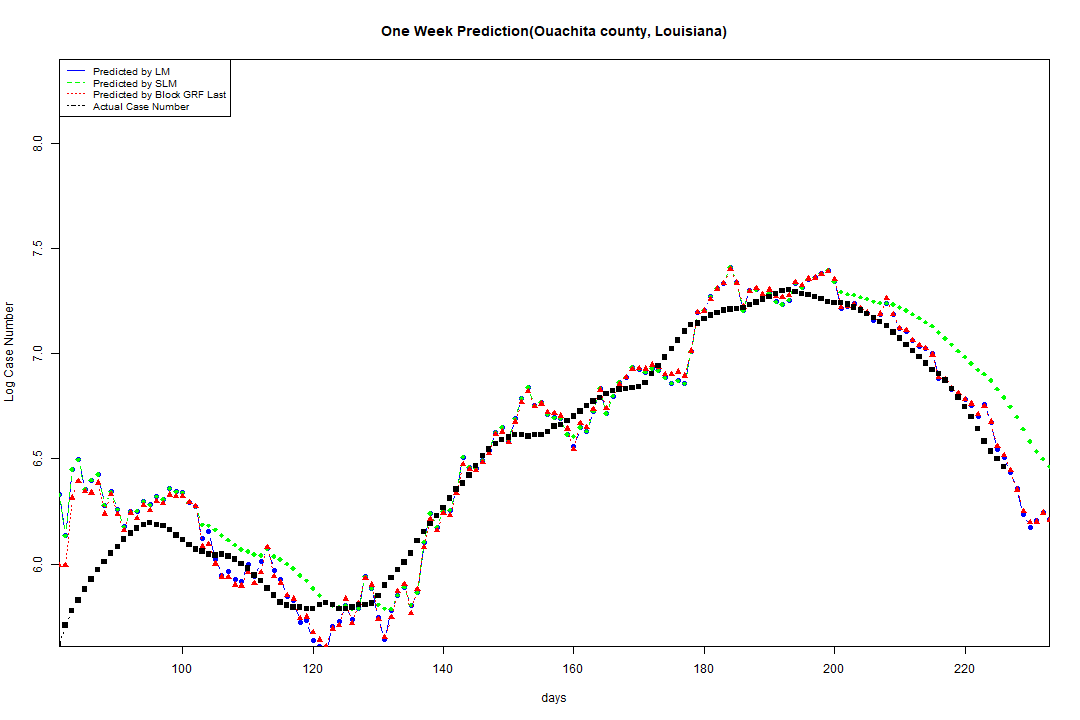 One Week Prediction(Ouachita county, Louisiana)
Predicted by LM
Predicted by SLM
Predicted by Block GRF Last
Actual Case Number
8.0
7.5
7.0
6.5
6.0
Log Case Number
100 120 140 160 180 200 220
days